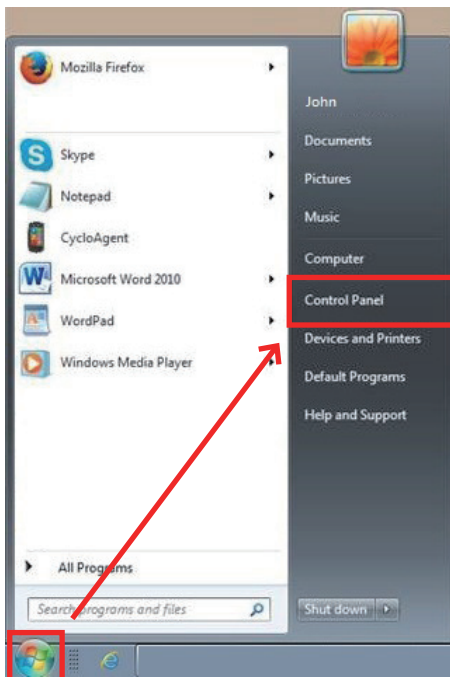 Mozilla Firefox
Skype
Notepad
CycloAgent
Microsoft Word 2010
WordPad
Windows Media Player
All Programs
Search programs and files
John
Documents
Pictures
Music
Computer
Control Panel
Devices and Printers
Default Programs
Help and Support
Shut down